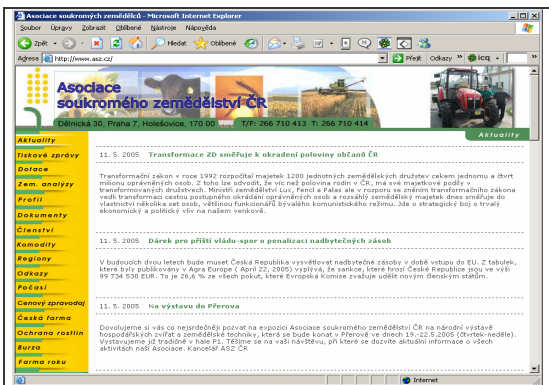 Asociace soukromých zemědělců - Microsoft Internet Explorer
Soubor Úpravy Zobrazit Oblíbené Nástroje Nápověda
Zpět Hledat Oblíbené
Adresa http://www.asz.cz/ Přejít Odkazy icq
Asociace
soukromého zemědělství ČR
Dělnická 30, Praha 7, Holešovice, 170 00 T/F: 266 710 413 T: 266 710 414
Aktuality
Aktuality
Tiskové zprávy
Dotace
Zem. analýzy
Profil
Dokumenty
Členství
Komodity
Regiony
Odkazy
Počasí
Cenový zpravodaj
Česká farma
Ochrana rostlin
Burza
Farma roku
11. 5. 2005 Transformace ZD směřuje k okradení poloviny občanů ČR
Transformační zákon v roce 1992 rozpočítal majetek 1200 jednotných zemědělských družstev celkem jednomu a čtvrt
milionu oprávněných osob. Z toho lze odvodit, že víc než polovina rodin v ČR, má své majetkové podíly v
transformovaných družstvech. Ministři zemědělství Lux, Fencl a Palas ale v rozporu se zněním transformačního zákona
vedli transformaci cestou postupného okrádání oprávněných osob a rozsáhlý zemědělský majetek dnes směřuje do
vlastnictví několika set osob, většinou funkcionářů bývalého komunistického režimu. Jde o strategický boj o trvalý
ekonomický a politický vliv na našem venkově.
11. 5. 2005 Dárek pro příští vládu-spor o penalizaci nadbytečných zásob
V budoucích dvou letech bude muset Česká Republika vysvětlovat nadbytečné zásoby v době vstupu do EU. Z tabulek,
které byly publikovány v Agra Europe ( April 22, 2005) vyplývá, že sankce, které hrozí České Republice jsou ve výši
99 734 530 EUR. To je 26,6 % ze všech pokut, které Evropská Komise zvažuje udělit novým členským státům.
11. 5. 2005 Na výstavu do Přerova
Dovolujeme si vás co nejsrdečněji pozvat na expozici Asociace soukromého zemědělství ČR na národní výstavě
hospodářských zvířat a zemědělské techniky, která se bude konat v Přerově ve dnech 19.-22.5.2005 (čtvrtek-neděle).
Vystavujeme již tradičně v hale P1. Těšíme se na vaši návštěvu, při které se dozvíte aktuální informace o všech
aktivitách naší Asociace. Kancelář ASZ ČR
Internet